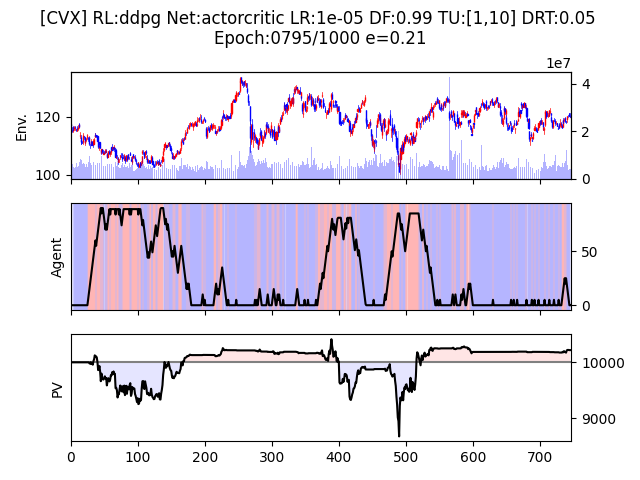 [CVX] RL:ddpg Net:actorcritic LR:1e-05 DF:0.99 TU:[1,10] DRT:0.05
Epoch:0795/1000 e=0.21
1e7
Env.
120
100
4
2
0
Agent
50
0
PV
10000
9000
0 100 200 300 400 500 600 700